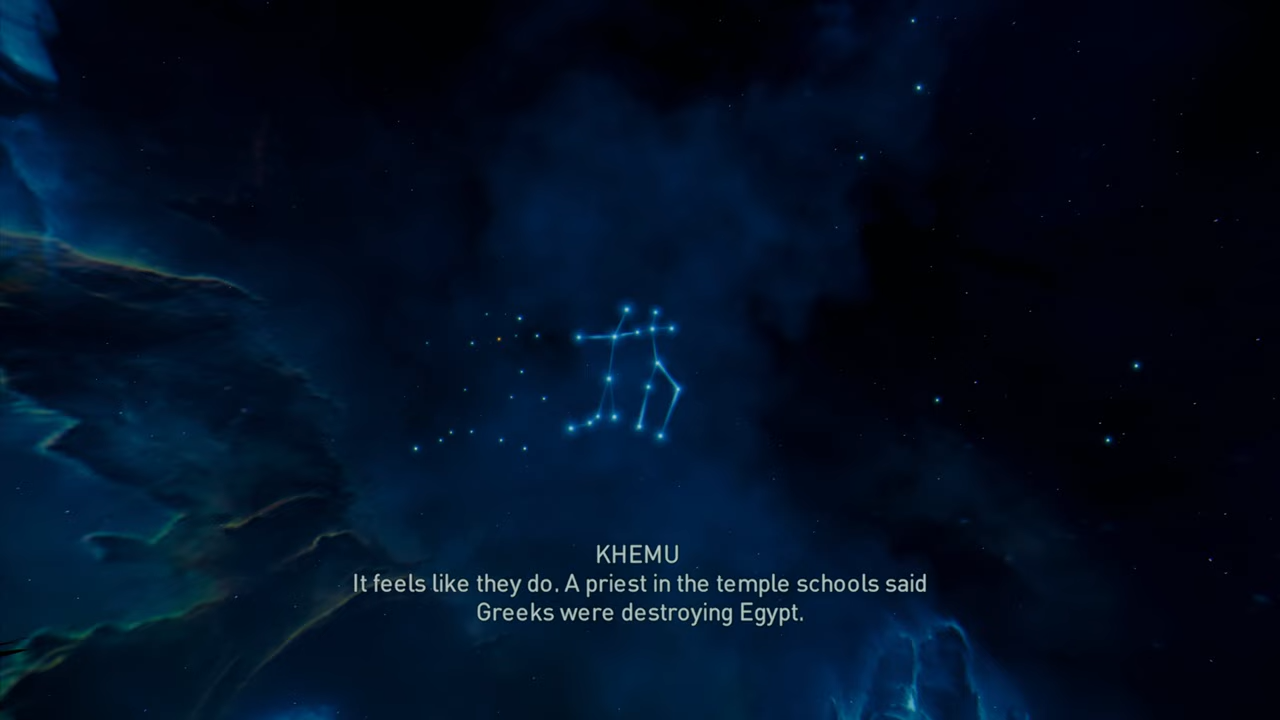 KHEMU
It feels like they do. A priest in the temple schools said
Greeks were destroying Egypt.